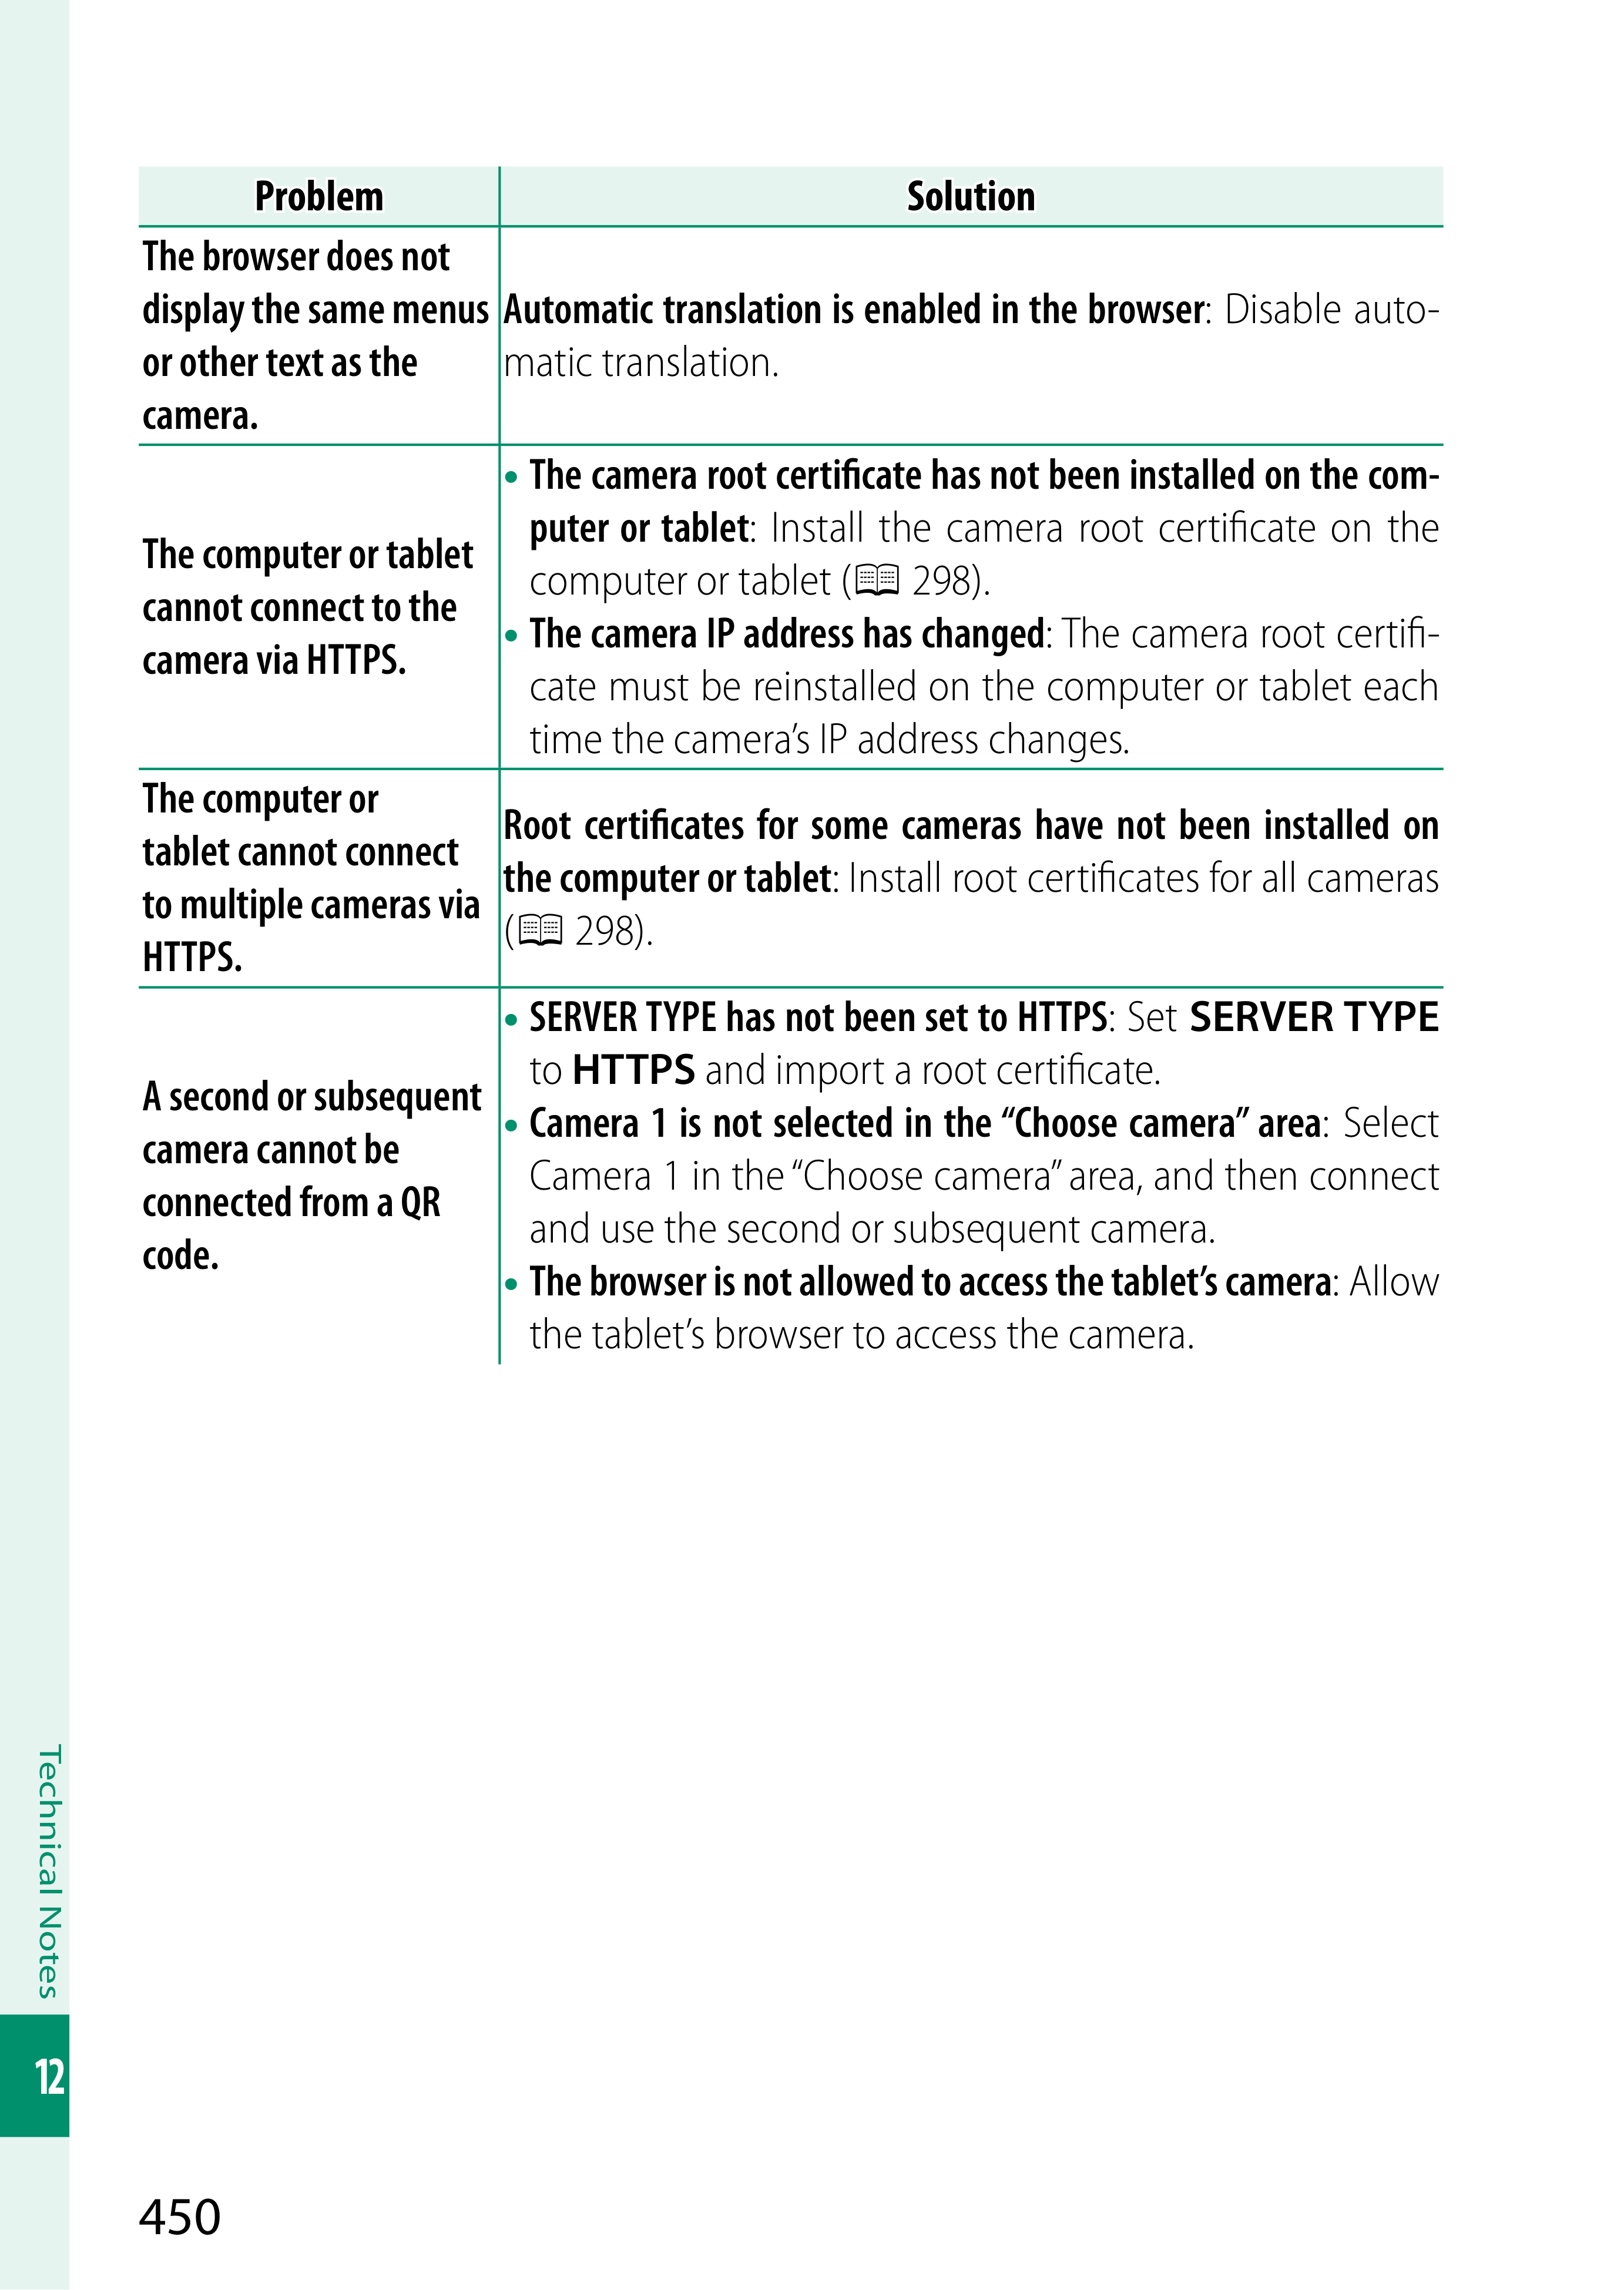 Problem
Solution
The browser does not
display the same menus
or other text as the
camera.
Automatic translation is enabled in the browser: Disable auto-
matic translation.
The computer or tablet
cannot connect to the
camera via HTTPS.
• The camera root certificate has not been installed on the com-
puter or tablet: Install the camera root certificate on the
computer or tablet (📖 298).
• The camera IP address has changed: The camera root certifi-
cate must be reinstalled on the computer or tablet each
time the camera’s IP address changes.
The computer or
tablet cannot connect
to multiple cameras via
HTTPS.
Root certificates for some cameras have not been installed on
the computer or tablet: Install root certificates for all cameras
(📖 298).
A second or subsequent
camera cannot be
connected from a QR
code.
• SERVER TYPE has not been set to HTTPS: Set SERVER TYPE
to HTTPS and import a root certificate.
• Camera 1 is not selected in the “Choose camera” area: Select
Camera 1 in the “Choose camera” area, and then connect
and use the second or subsequent camera.
• The browser is not allowed to access the tablet’s camera: Allow
the tablet’s browser to access the camera.
Technical Notes
12
450